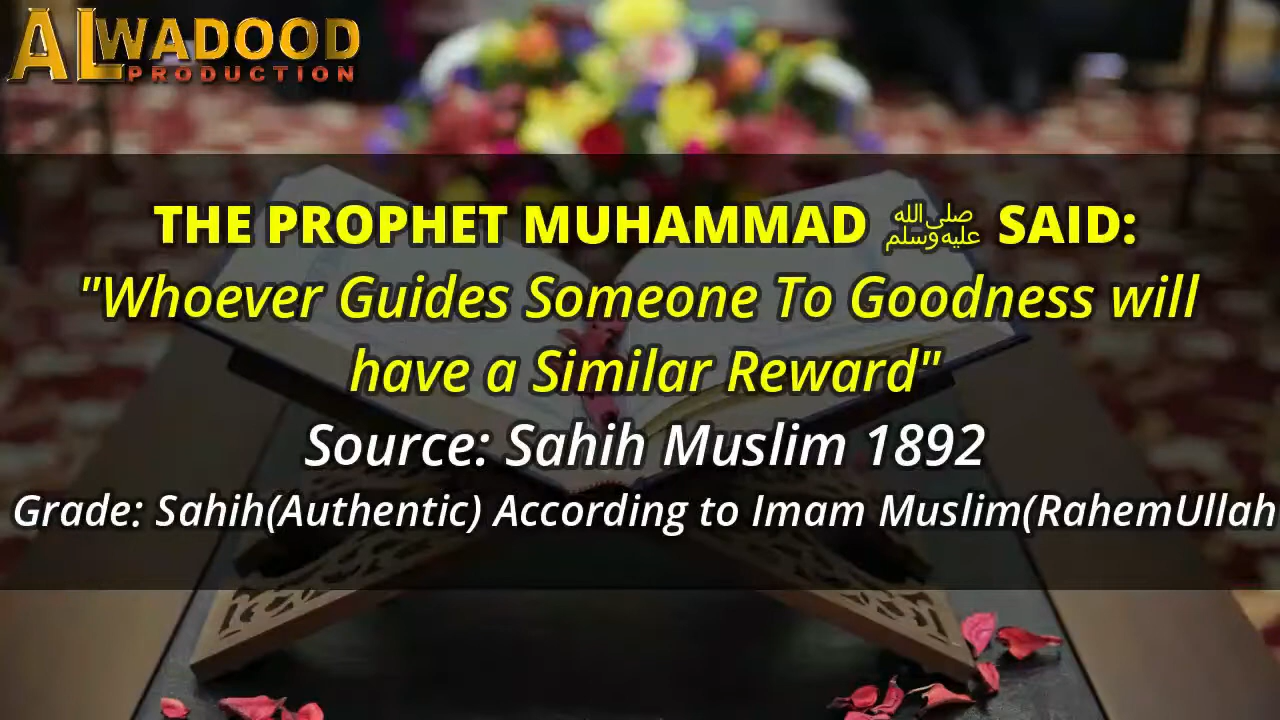 ALWADOOD
PRODUCTION
THE PROPHET MUHAMMAD ﷺ SAID:
"Whoever Guides Someone To Goodness will
have a Similar Reward"
Source: Sahih Muslim 1892
Grade: Sahih(Authentic) According to Imam Muslim(RahemUllah